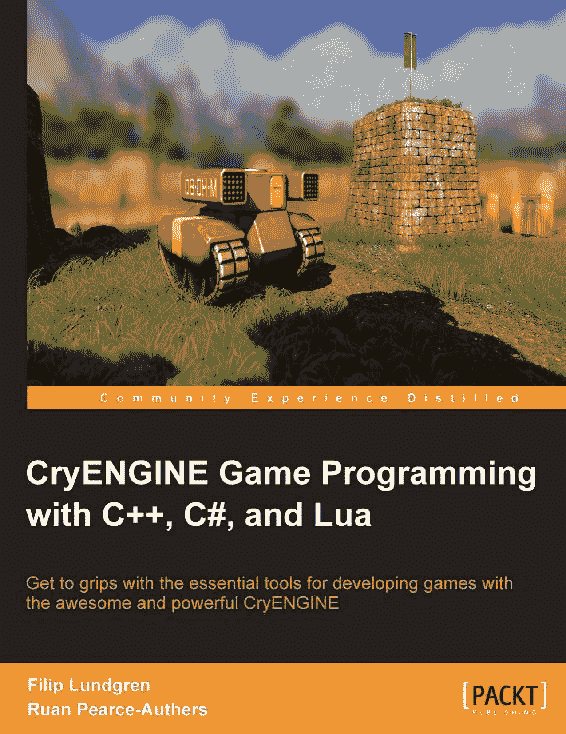 Community Experience Distilled
CryENGINE Game Programming
with C++, C#, and Lua
Get to grips with the essential tools for developing games with
the awesome and powerful CryENGINE
Filip Lundgren
Ruan Pearce-Authers
[PACKT]
PUBLISHING